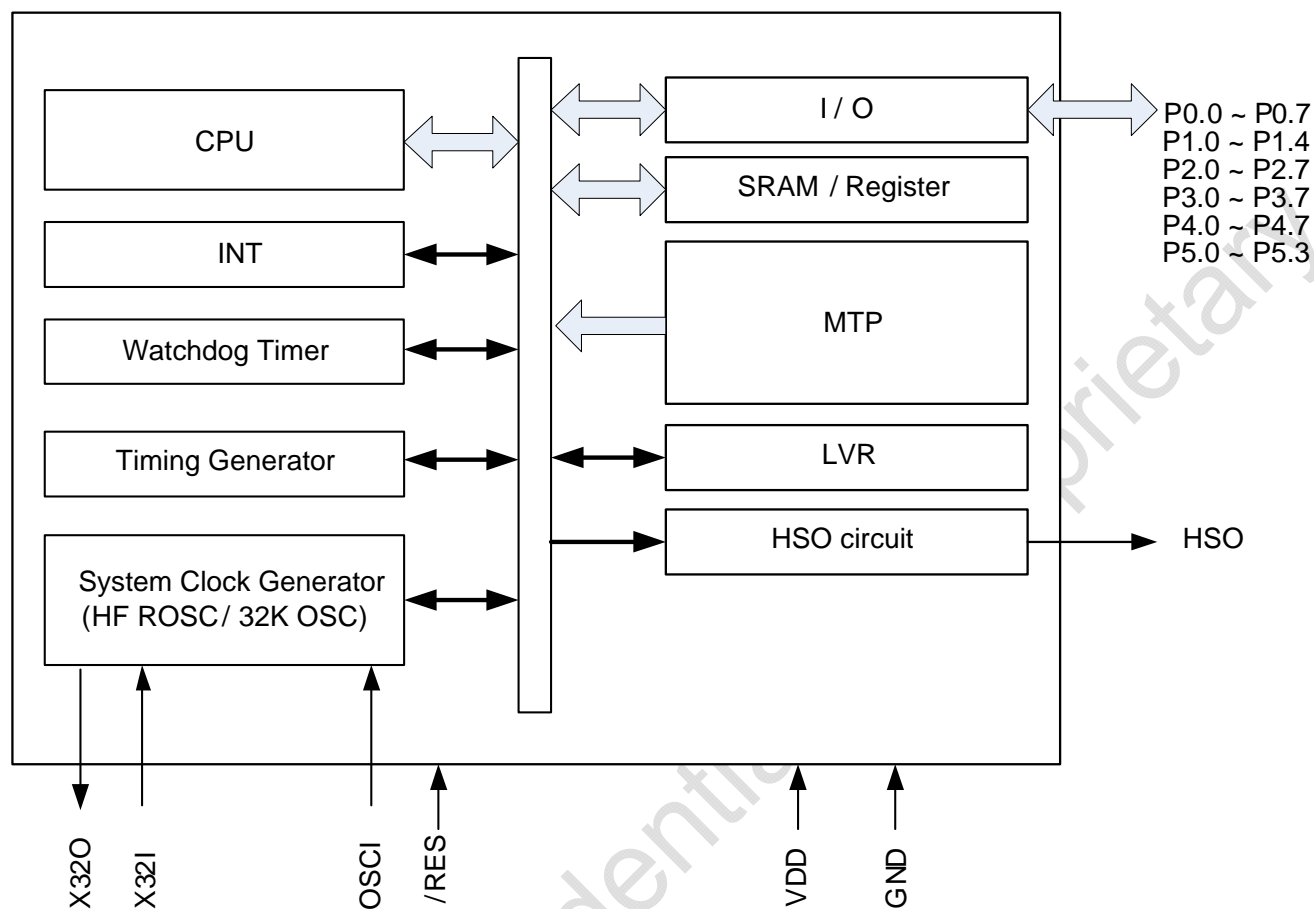 CPU
INT
Watchdog Timer
Timing Generator
System Clock Generator
(HF ROSC / 32K OSC)
I / O
SRAM / Register
MTP
LVR
HSO circuit
P0.0 ~ P0.7
P1.0 ~ P1.4
P2.0 ~ P2.7
P3.0 ~ P3.7
P4.0 ~ P4.7
P5.0 ~ P5.3
HSO
X32O
X32I
OSCI
/RES
VDD
GND